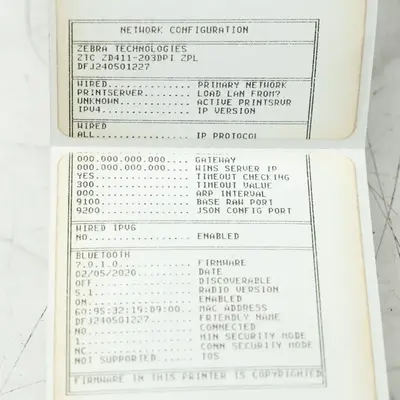 NETWORK CONFIGURATION
ZEBRA TECHNOLOGIES
ZTC ZD411-203DPI ZPL
DFJ240501227
WIRED............... PRIMARY NETWORK
PRINTSERVER......... LOAD LAN FROM?
UNKNOWN............. ACTIVE PRINTSRVR
IPV4................ IP VERSION
WIRED
ALL................. IP PROTOCOL
000.000.000.000..... GATEWAY
000.000.000.000..... WINS SERVER IP
YES................. TIMEOUT CHECKING
300................. TIMEOUT VALUE
000................. ARP INTERVAL
9100................ BASE RAW PORT
9200................ JSON CONFIG PORT
WIRED IPV6
NO.................. ENABLED
BLUETOOTH
7.0.1.0............. FIRMWARE
02/05/2020.......... DATE
OFF................. DISCOVERABLE
5.1................. RADIO VERSION
ON.................. ENABLED
60:95:32:19:09:00... MAC ADDRESS
DFJ240501227........ FRIENDLY NAME
NO.................. CONNECTED
1................... MIN SECURITY MODE
NC.................. CONN SECURITY MODE
NOT SUPPORTED....... TOS
FIRMWARE IN THIS PRINTER IS COPYRIGHTED